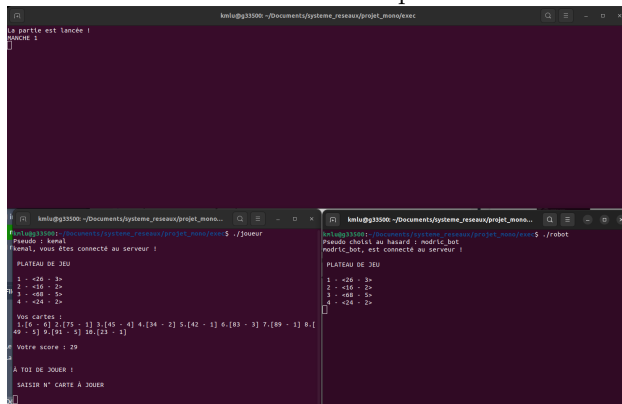 kmlu@g33500: ~/Documents/systeme_reseaux/projet_mono/exec
La partie est lancée !
MANCHE 1
kmlu@g33500: ~/Documents/systeme_reseaux/projet_mono...
kmlu@g33500:~/Documents/systeme_reseaux/projet_mono/exec$ ./joueur
Pseudo : kemal
kemal, vous êtes connecté au serveur !
PLATEAU DE JEU
1 - <26 - 3>
2 - <16 - 2>
3 - <68 - 5>
4 - <24 - 2>
Vos cartes :
1.[6 - 6] 2.[75 - 1] 3.[45 - 4] 4.[34 - 2] 5.[42 - 1] 6.[83 - 3] 7.[89 - 1] 8.[
49 - 5] 9.[91 - 5] 10.[23 - 1]
Votre score : 29
À TOI DE JOUER !
SAISIR N° CARTE À JOUER
kmlu@g33500: ~/Documents/systeme_reseaux/projet_mono...
kmlu@g33500:~/Documents/systeme_reseaux/projet_mono/exec$ ./robot
Pseudo choisi au hasard : modric_bot
modric_bot, est connecté au serveur !
PLATEAU DE JEU
1 - <26 - 3>
2 - <16 - 2>
3 - <68 - 5>
4 - <24 - 2>